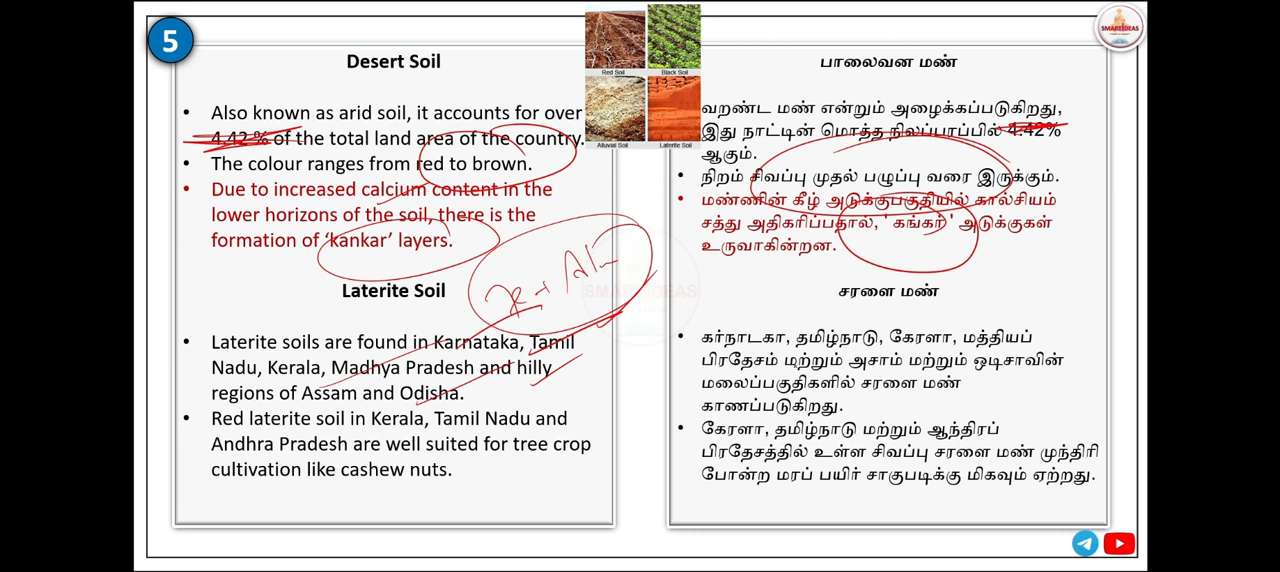 5
Desert Soil
• Also known as arid soil, it accounts for over
4.42% of the total land area of the country.
• The colour ranges from red to brown.
• Due to increased calcium content in the
lower horizons of the soil, there is the
formation of ‘kankar’ layers.
Laterite Soil
• Laterite soils are found in Karnataka, Tamil
Nadu, Kerala, Madhya Pradesh and hilly
regions of Assam and Odisha.
• Red laterite soil in Kerala, Tamil Nadu and
Andhra Pradesh are well suited for tree crop
cultivation like cashew nuts.
Red Soil
Black Soil
Alluvial Soil
Laterite Soil
பாலைவன மண்
வறண்ட மண் என்றும் அழைக்கப்படுகிறது,
இது நாட்டின் மொத்த நிலப்பரப்பில் 4.42%
ஆகும்.
• நிறம் சிவப்பு முதல் பழுப்பு வரை இருக்கும்.
• மண்ணின் கீழ் அடுக்குபகுதியில் கால்சியம்
சத்து அதிகரிப்பதால், 'கங்கர்' அடுக்குகள்
உருவாகின்றன.
சரளை மண்
• கர்நாடகா, தமிழ்நாடு, கேரளா, மத்தியப்
பிரதேசம் மற்றும் அசாம் மற்றும் ஒடிசாவின்
மலைப்பகுதிகளில் சரளை மண்
காணப்படுகிறது.
• கேரளா, தமிழ்நாடு மற்றும் ஆந்திரப்
பிரதேசத்தில் உள்ள சிவப்பு சரளை மண் முந்திரி
போன்ற மரப் பயிர் சாகுபடிக்கு மிகவும் ஏற்றது.
SMART IDEAS
SMART IDEAS